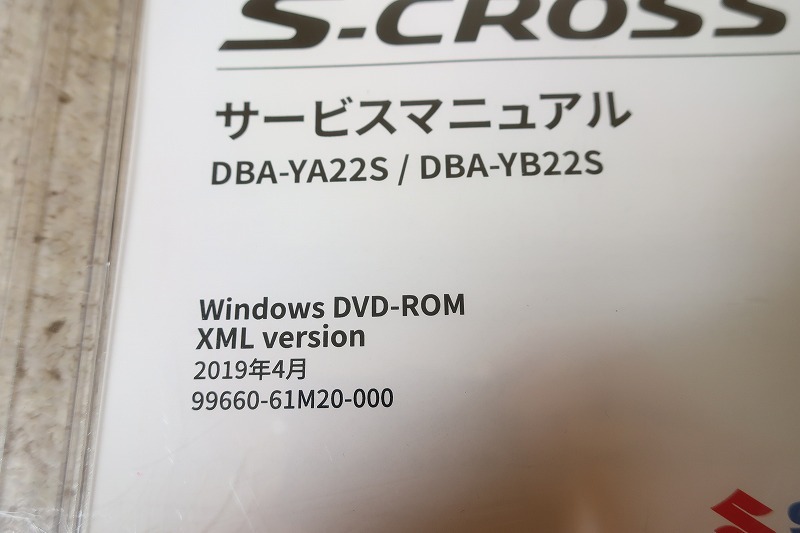 S-CROSS
サービスマニュアル
DBA-YA22S / DBA-YB22S
Windows DVD-ROM
XML version
2019年4月
99660-61M20-000